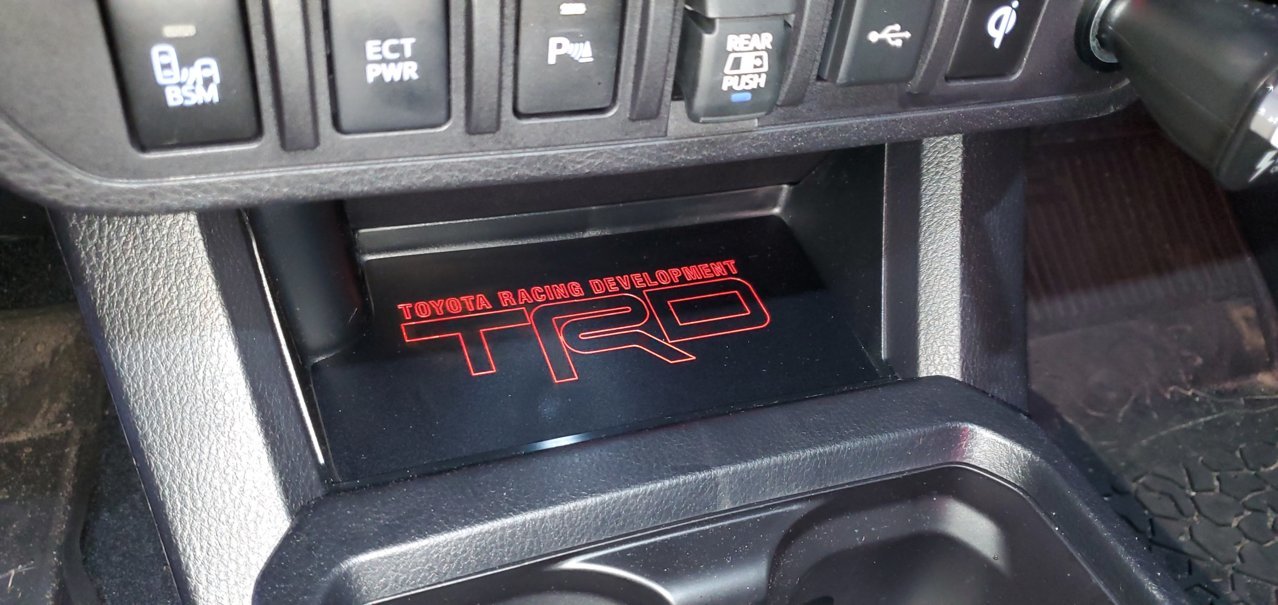 BSM
ECT
PWR
P
REAR
PUSH
TOYOTA RACING DEVELOPMENT
TRD